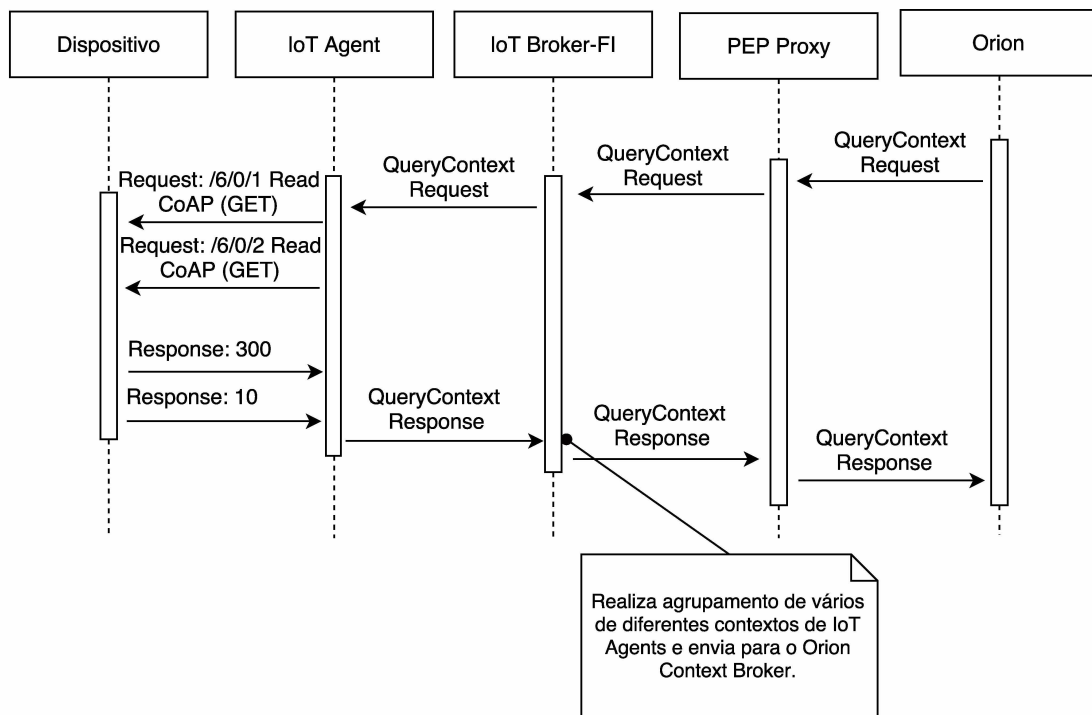 Dispositivo
IoT Agent
IoT Broker-FI
PEP Proxy
Orion
QueryContext
Request
QueryContext
Request
QueryContext
Request
Request: /6/0/1 Read
CoAP (GET)
Request: /6/0/2 Read
CoAP (GET)
Response: 300
Response: 10
QueryContext
Response
QueryContext
Response
QueryContext
Response
Realiza agrupamento de vários
de diferentes contextos de IoT
Agents e envia para o Orion
Context Broker.